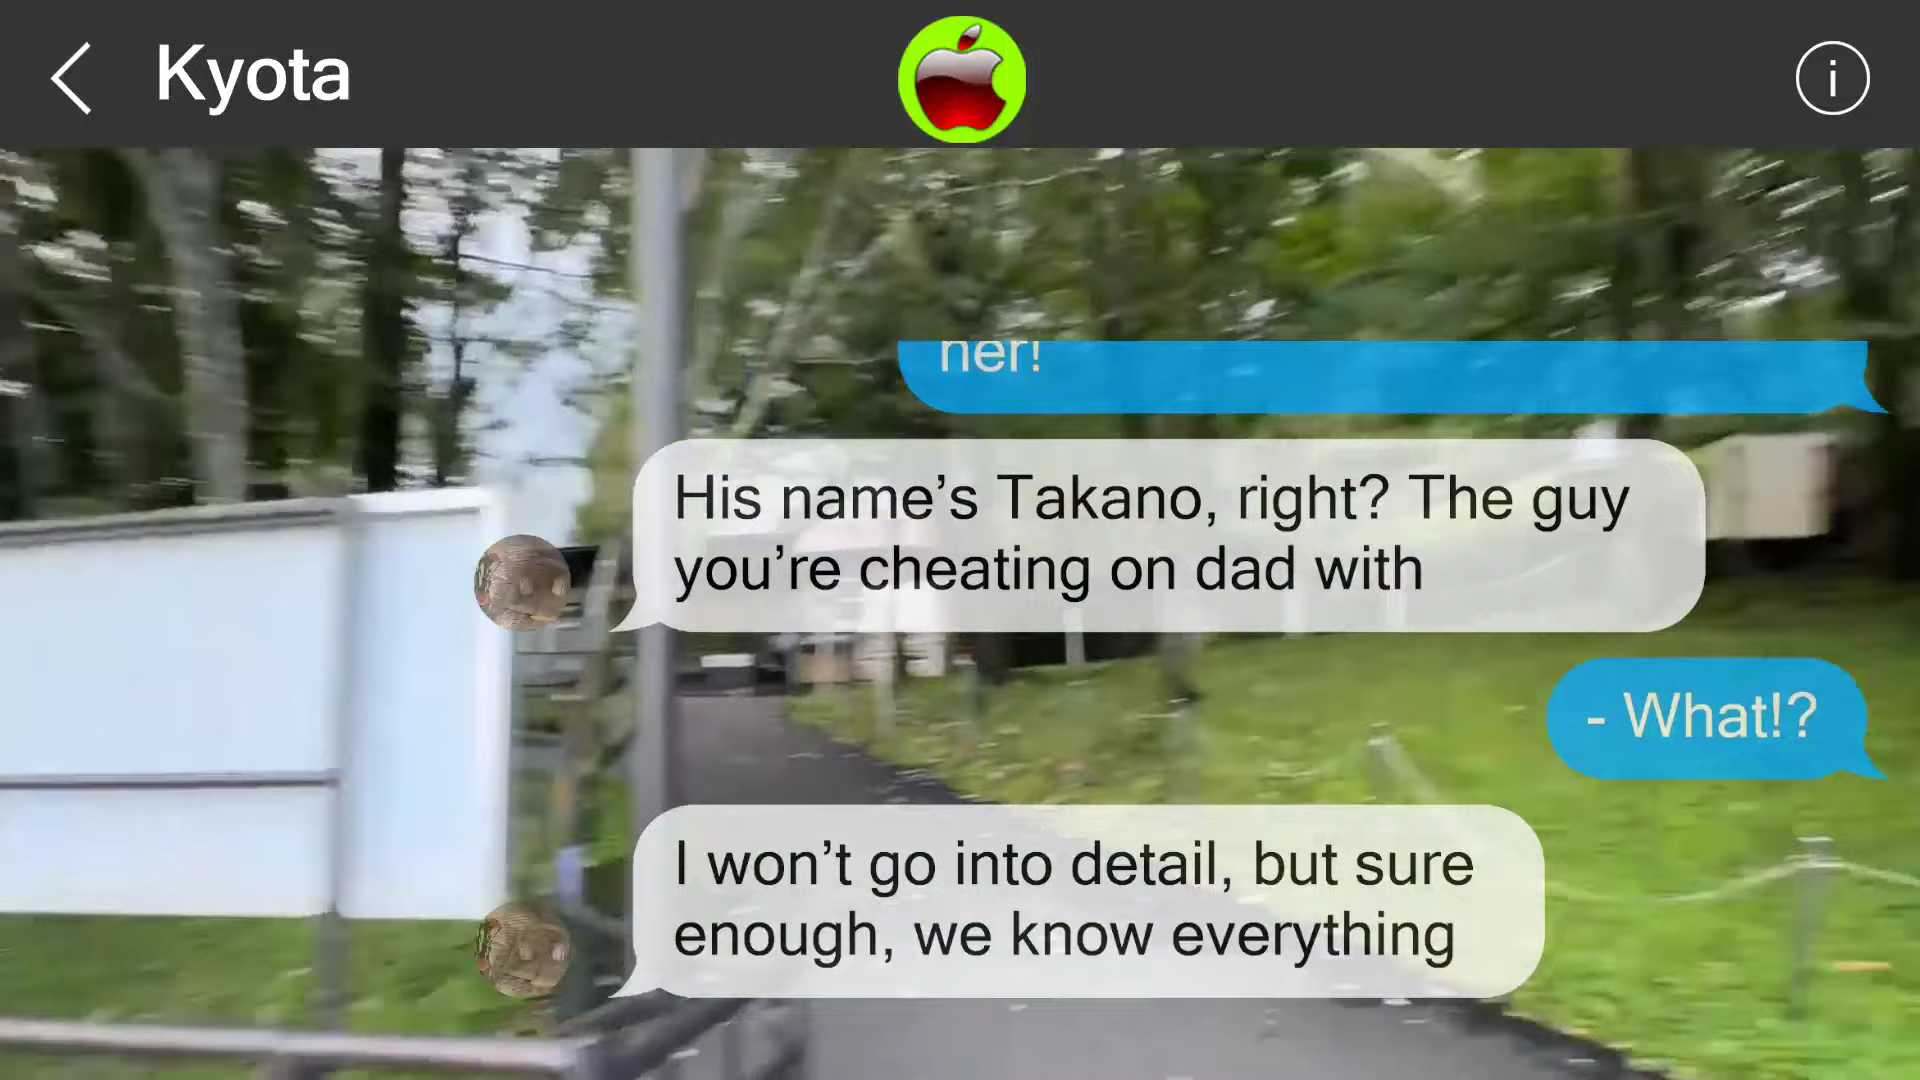 Kyota
i
her!
His name’s Takano, right? The guy
you’re cheating on dad with
- What!?
I won’t go into detail, but sure
enough, we know everything